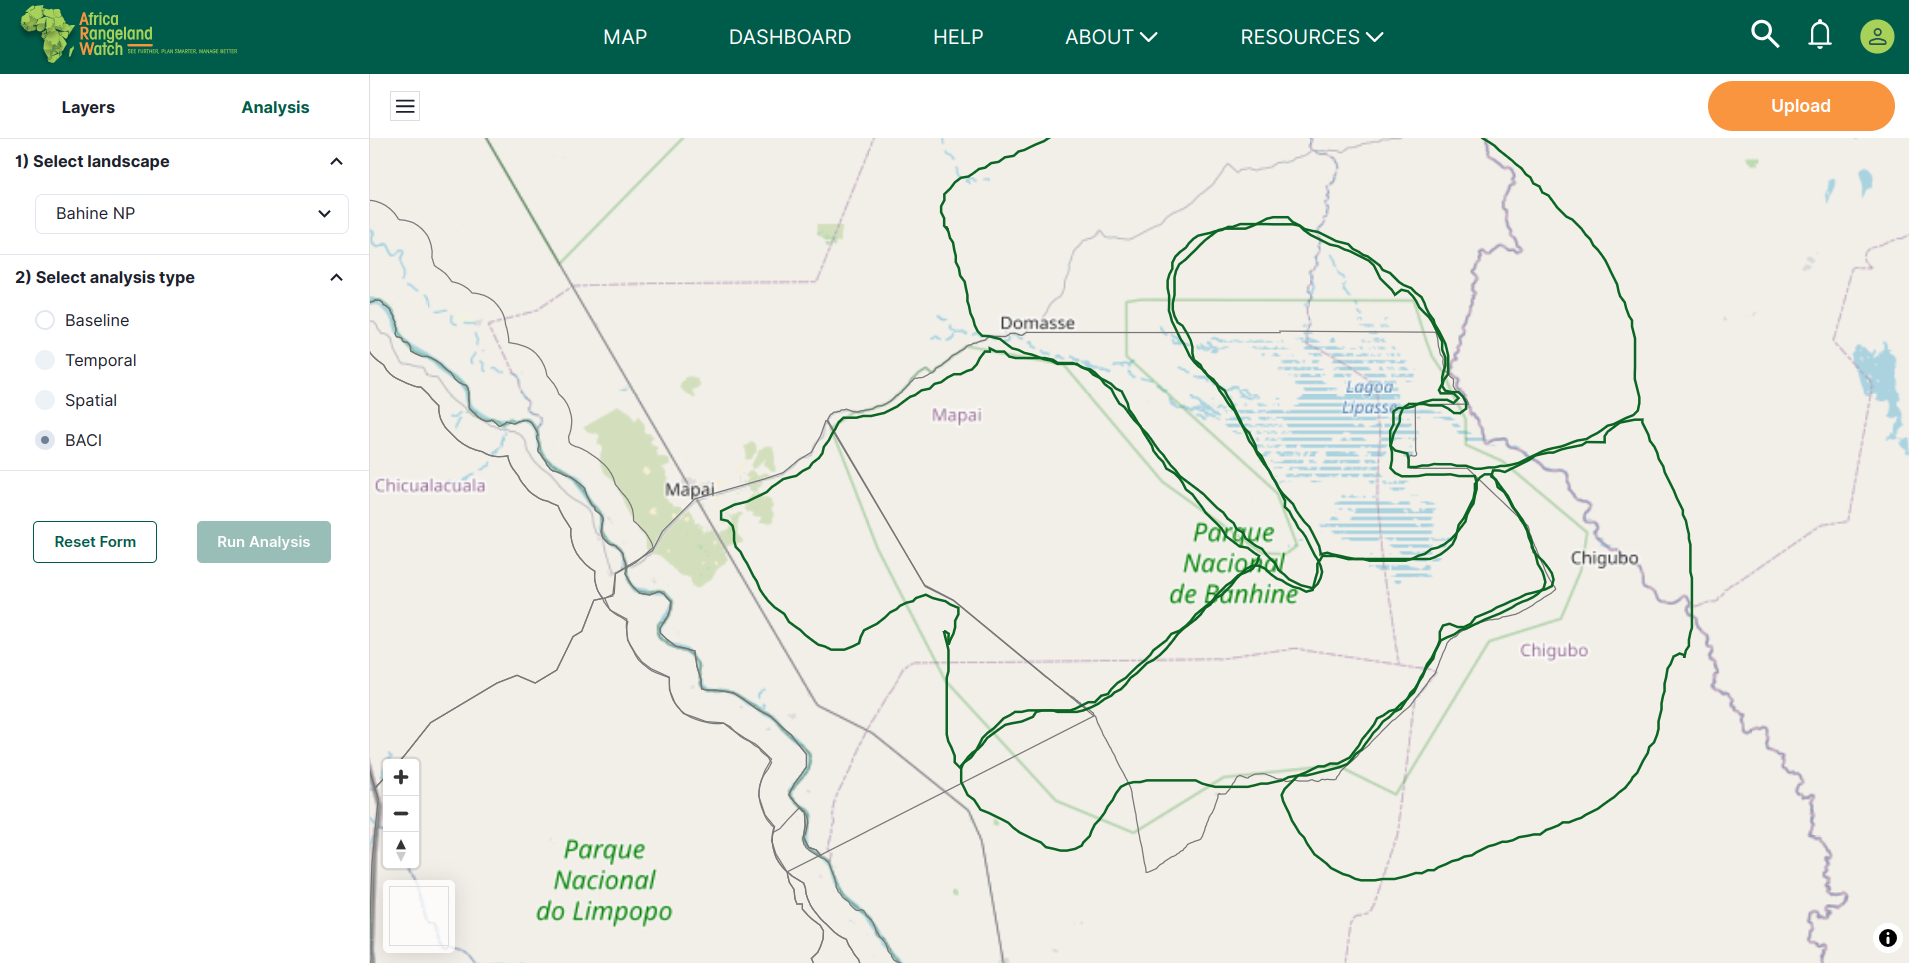 Africa
Rangeland
Watch
SEE FURTHER, PLAN SMARTER, MANAGE BETTER
MAP
DASHBOARD
HELP
ABOUT
RESOURCES
Layers
Analysis
Upload
1) Select landscape
Bahine NP
2) Select analysis type
Baseline
Temporal
Spatial
BACI
Reset Form
Run Analysis
Domasse
Lagoa
Lipasse
Mapai
Mapai
Chicualacuala
Parque
Nacional
de Banhine
Chigubo
Chigubo
Parque
Nacional
do Limpopo